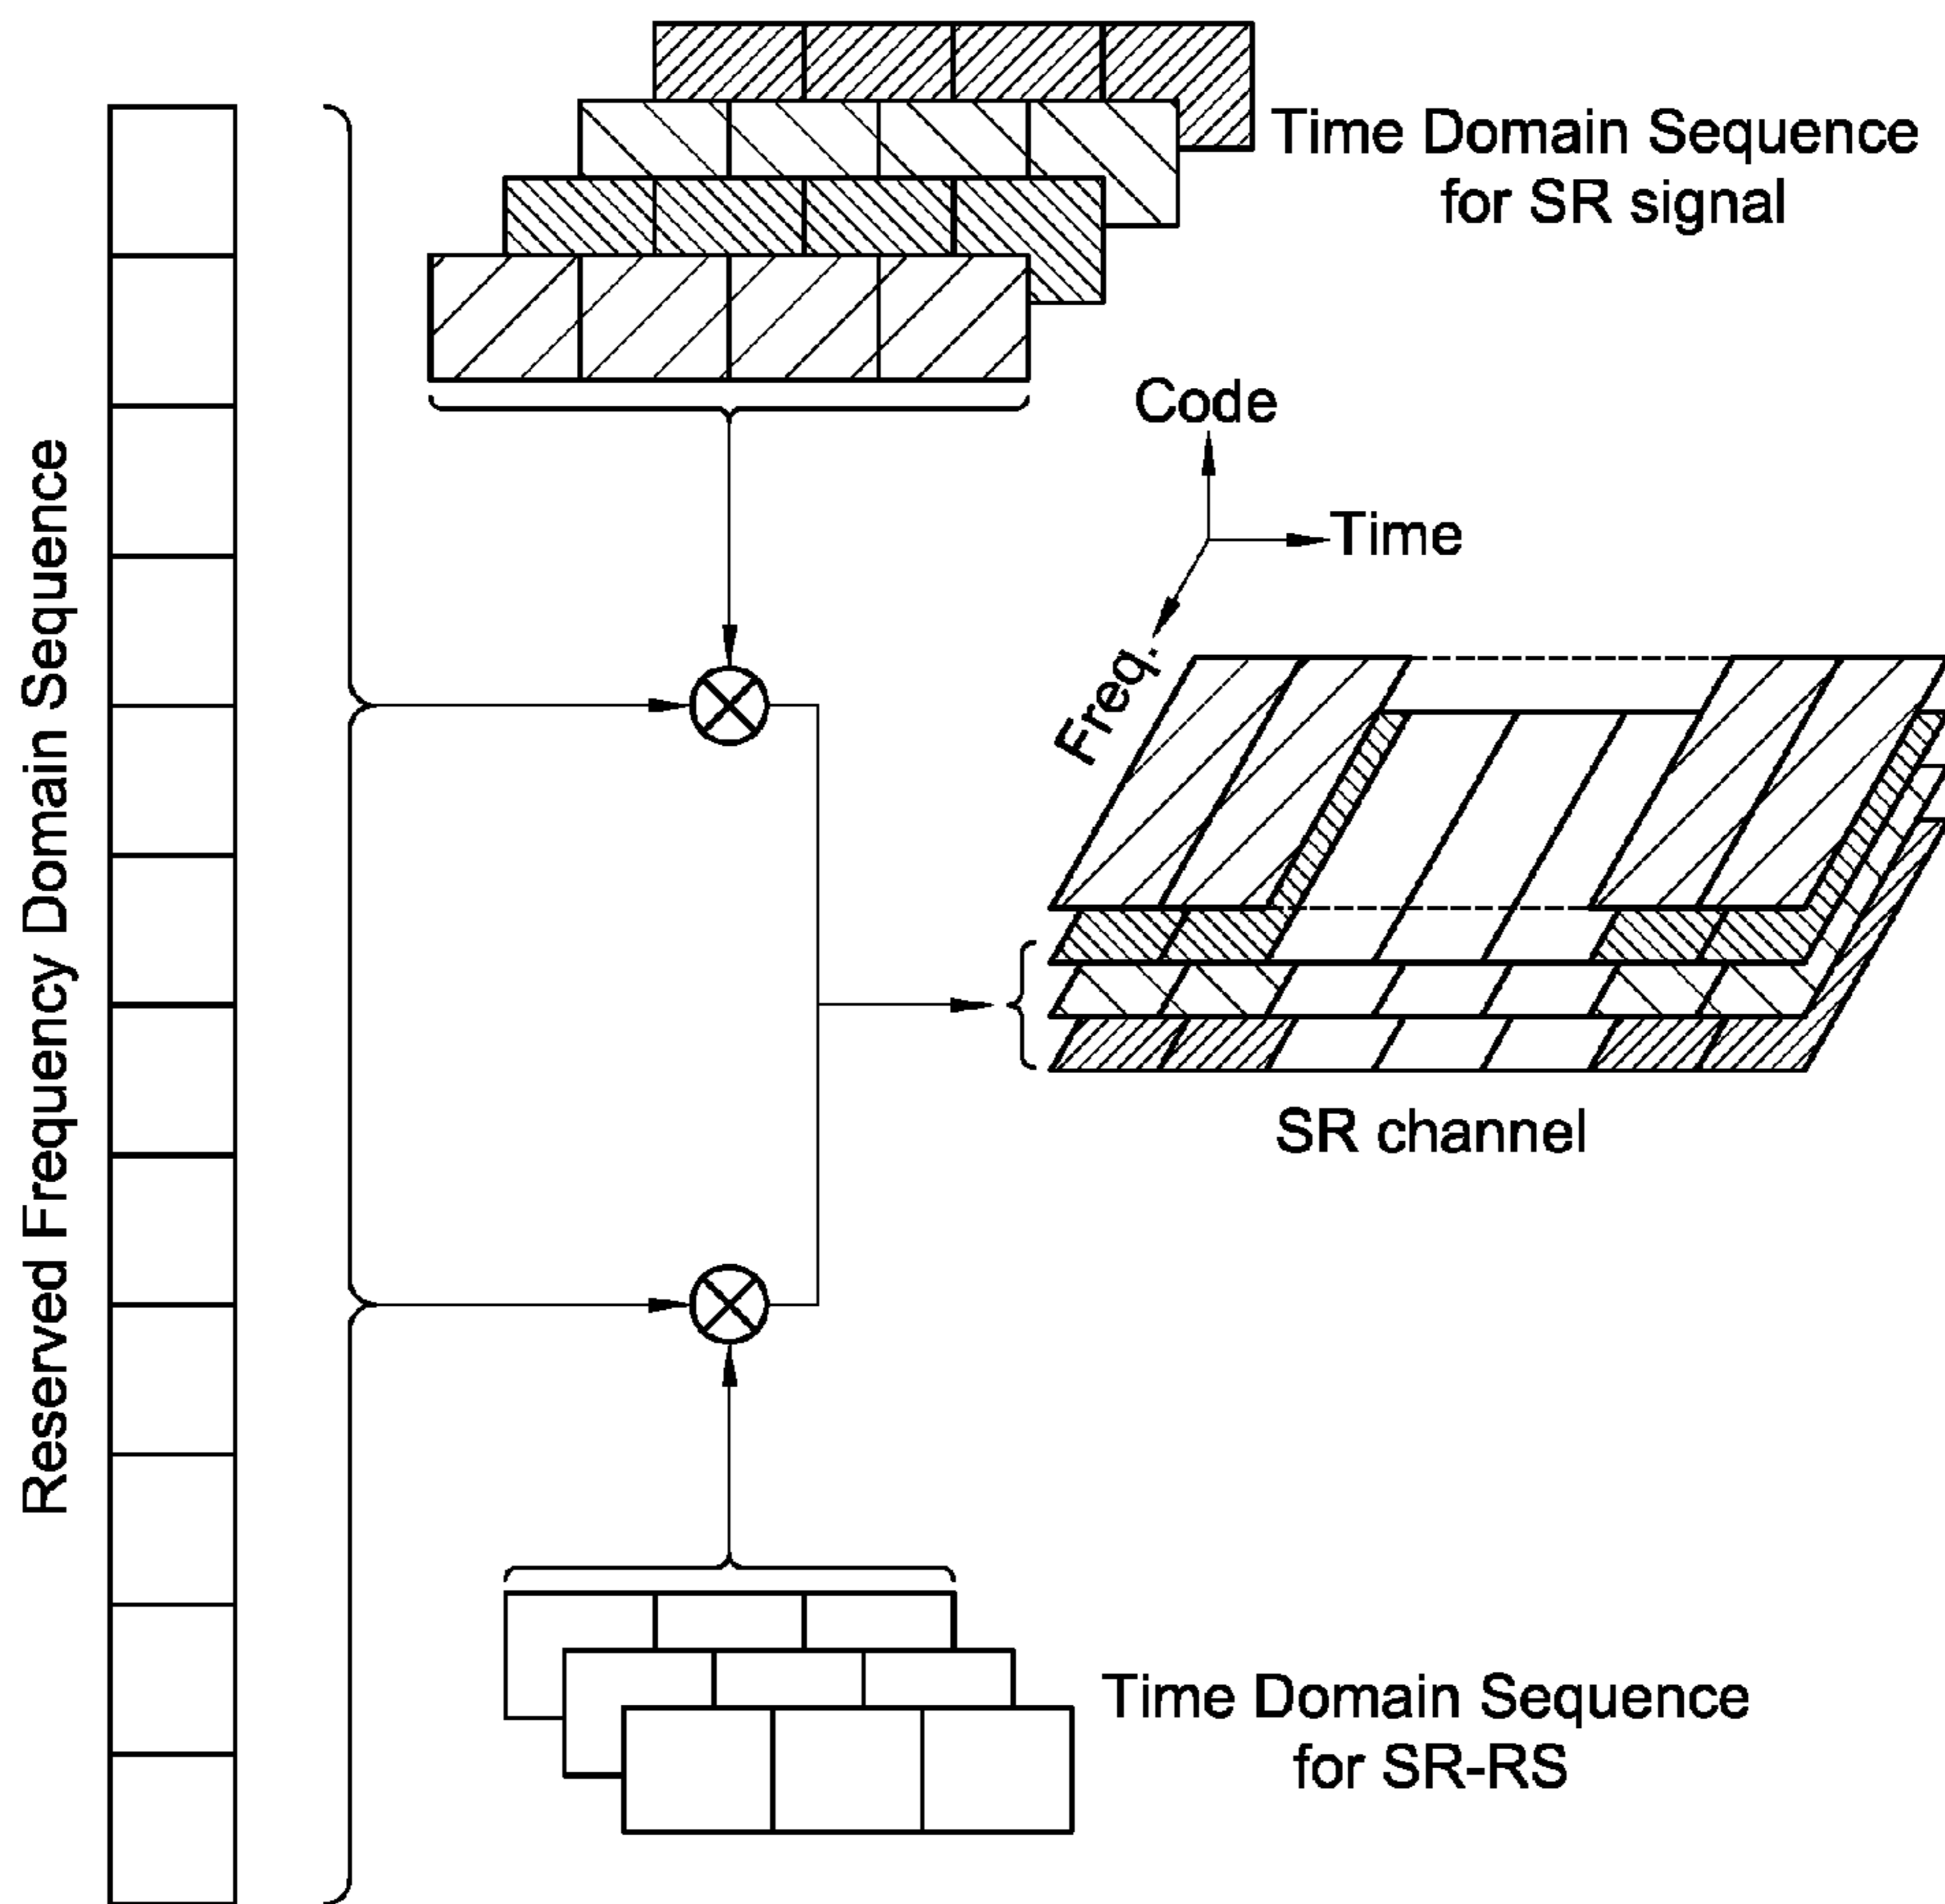 Reserved Frequency Domain Sequence
Time Domain Sequence
for SR signal
Code
Time
Freq.
SR channel
Time Domain Sequence
for SR-RS